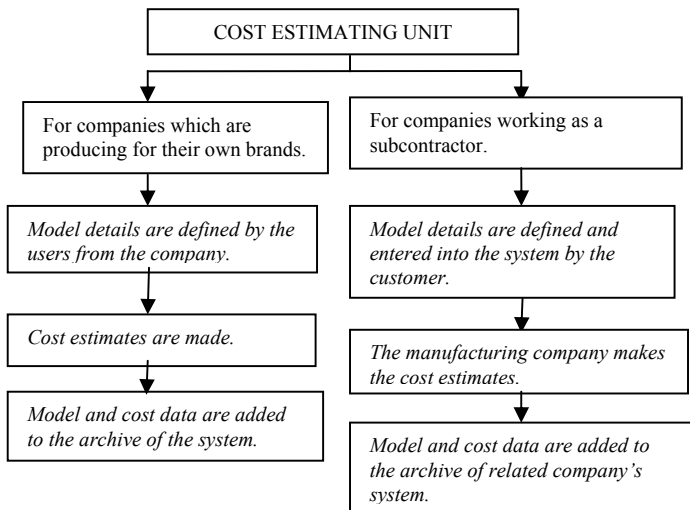 COST ESTIMATING UNIT
For companies which are
producing for their own brands.
For companies working as a
subcontractor.
Model details are defined by the
users from the company.
Model details are defined and
entered into the system by the
customer.
Cost estimates are made.
The manufacturing company makes
the cost estimates.
Model and cost data are added
to the archive of the system.
Model and cost data are added to
the archive of related company’s
system.